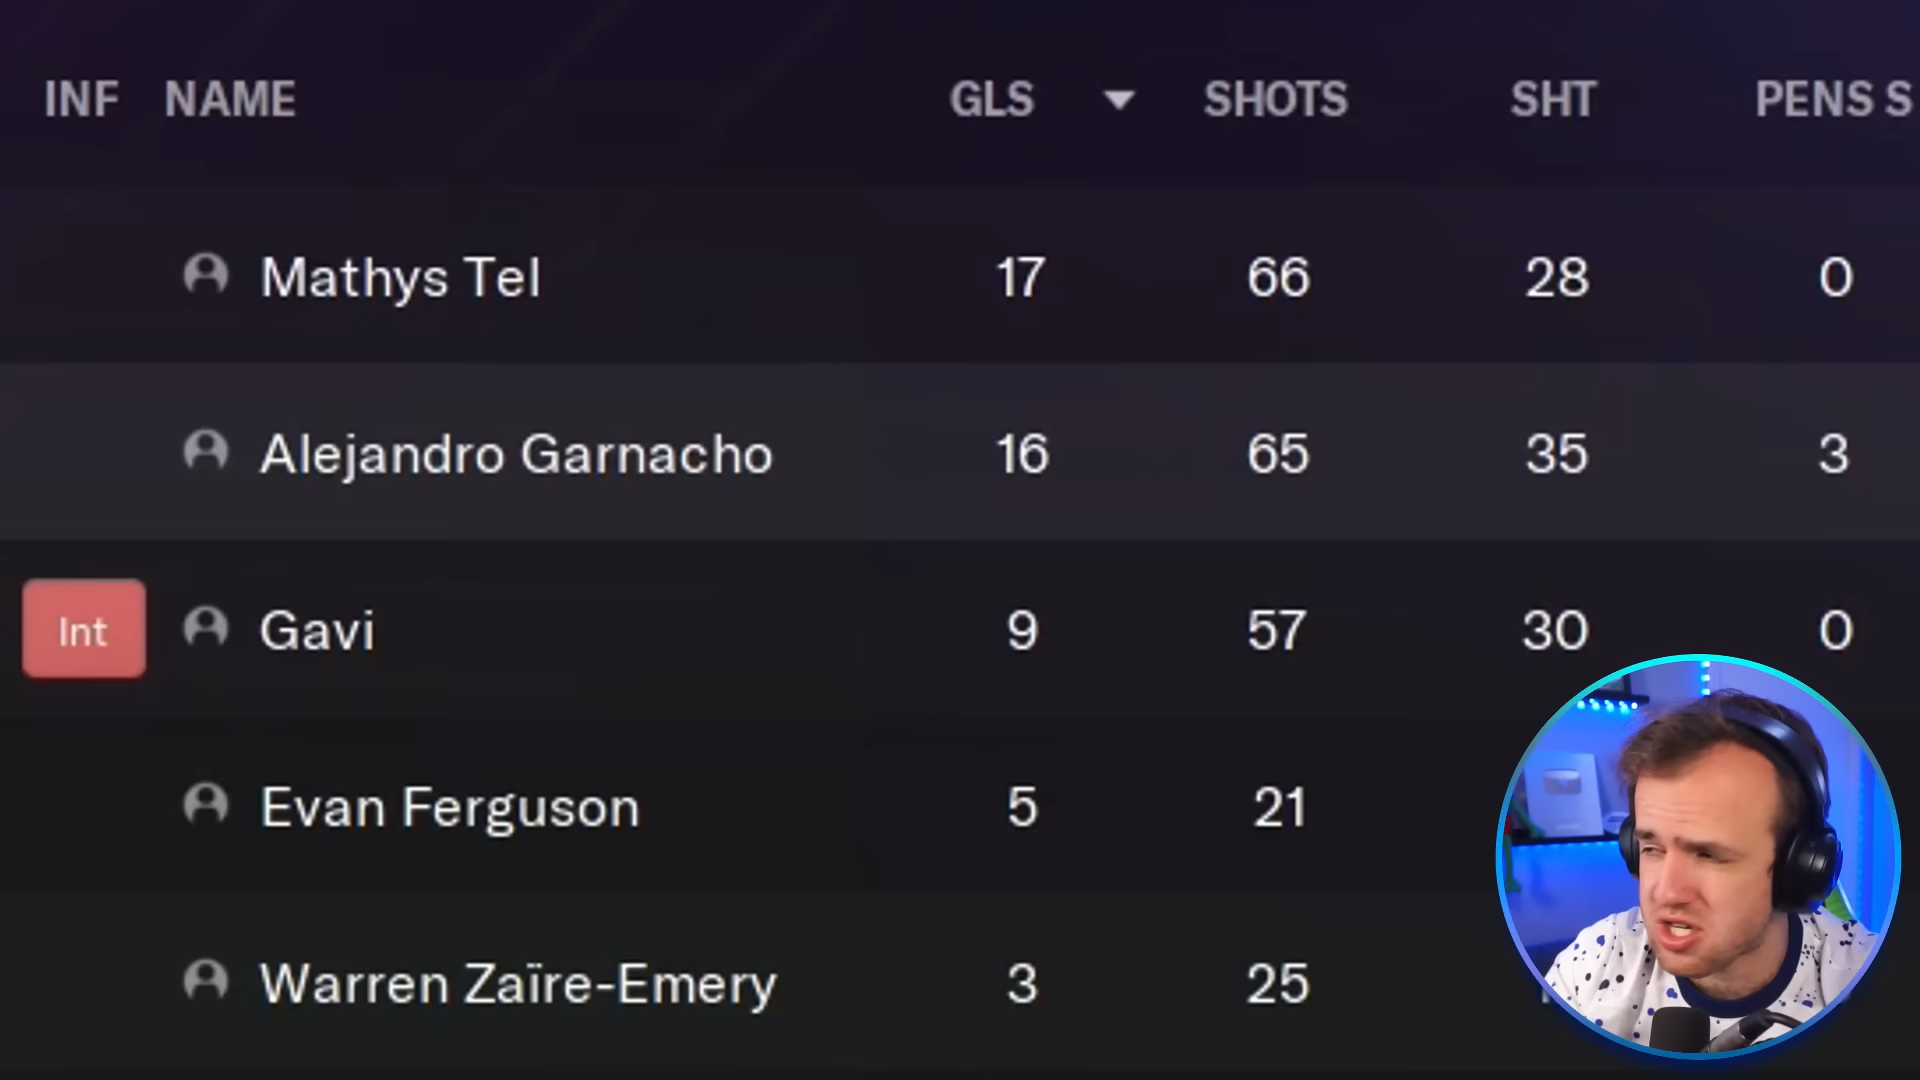 INF NAME GLS SHOTS SHT PENS S
Mathys Tel 17 66 28 0
Alejandro Garnacho 16 65 35 3
Int Gavi 9 57 30 0
Evan Ferguson 5 21
Warren Zaïre-Emery 3 25